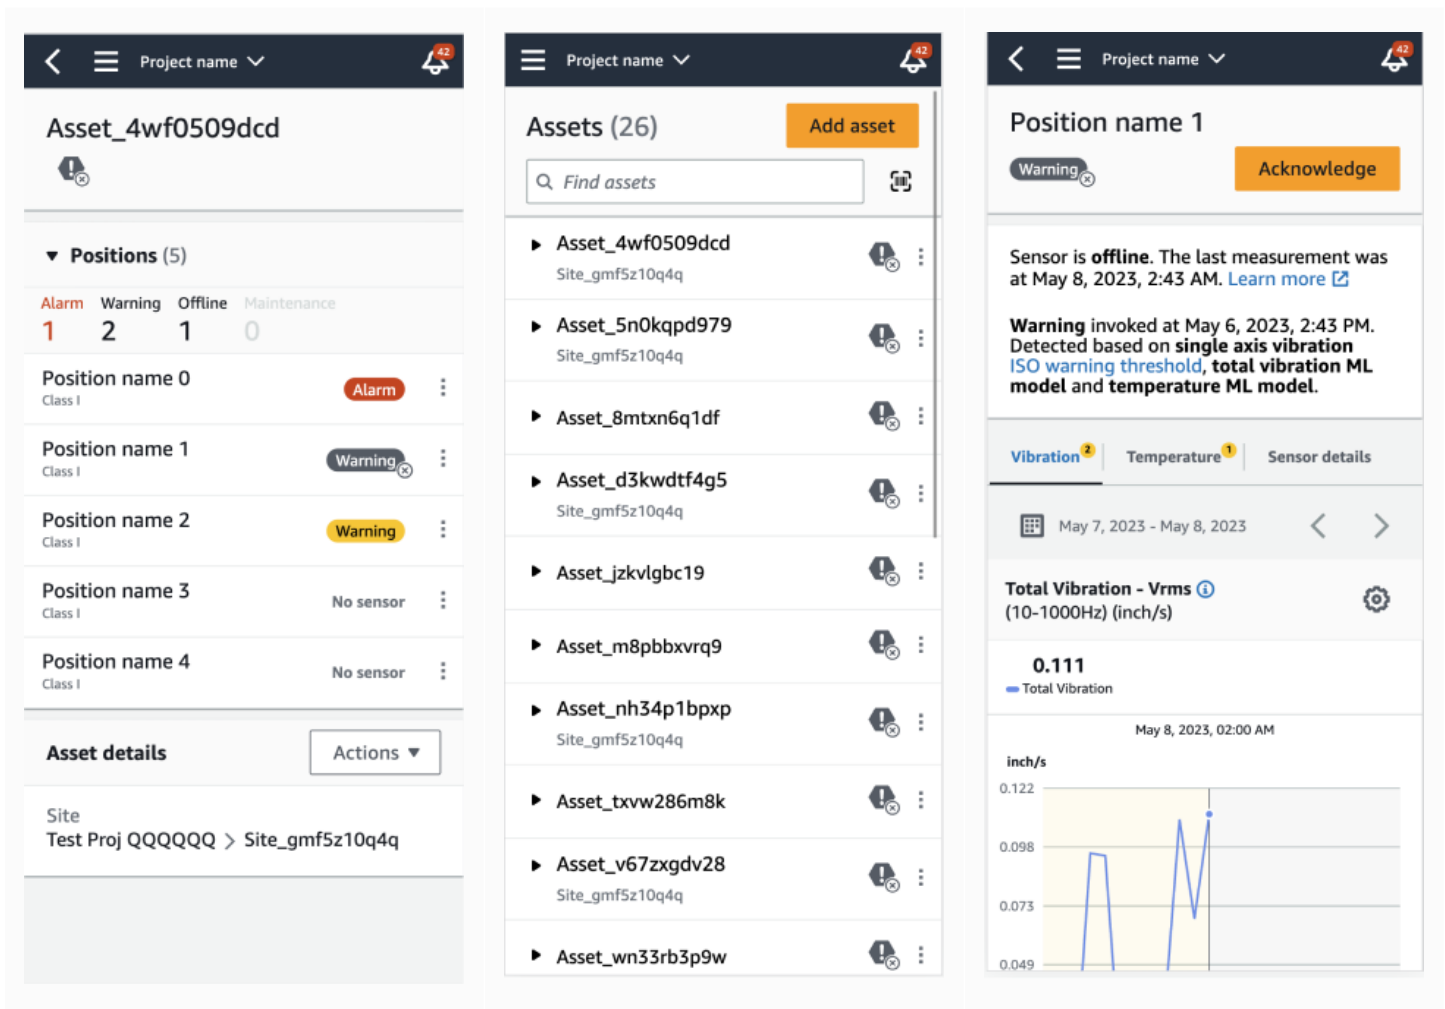 Project name
42
Asset_4wf0509dcd
Positions (5)
Alarm Warning Offline Maintenance
1 2 1 0
Position name 0
Class I
Alarm
Position name 1
Class I
Warning
Position name 2
Class I
Warning
Position name 3
Class I
No sensor
Position name 4
Class I
No sensor
Asset details
Actions
Site
Test Proj QQQQQQ > Site_gmf5z10q4q
Project name
42
Assets (26)
Add asset
Find assets
Asset_4wf0509dcd
Site_gmf5z10q4q
Asset_5n0kqpd979
Site_gmf5z10q4q
Asset_8mtxn6q1df
Asset_d3kwdtf4g5
Site_gmf5z10q4q
Asset_jzkvlgbc19
Asset_m8pbbxvrq9
Asset_nh34p1bpxp
Site_gmf5z10q4q
Asset_txvw286m8k
Asset_v67zxgdv28
Site_gmf5z10q4q
Asset_wn33rb3p9w
Project name
42
Position name 1
Warning
Acknowledge
Sensor is offline. The last measurement was
at May 8, 2023, 2:43 AM. Learn more
Warning invoked at May 6, 2023, 2:43 PM.
Detected based on single axis vibration
ISO warning threshold, total vibration ML
model and temperature ML model.
Vibration 2 Temperature 1 Sensor details
May 7, 2023 - May 8, 2023
Total Vibration - Vrms
(10-1000Hz) (inch/s)
0.111
Total Vibration
May 8, 2023, 02:00 AM
inch/s
0.122
0.098
0.073
0.049